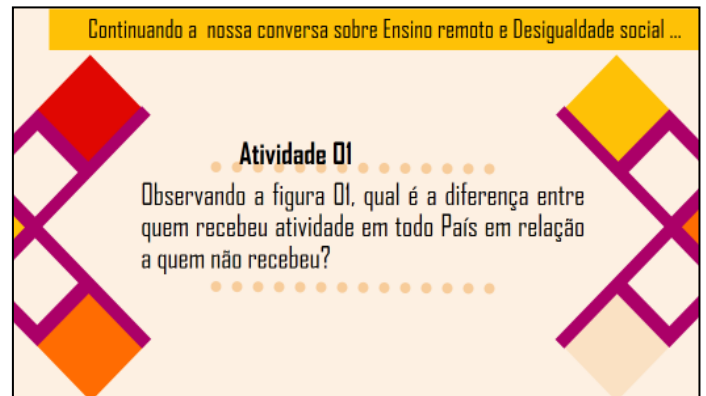 Continuando a nossa conversa sobre Ensino remoto e Desigualdade social ...
Atividade 01
Observando a figura 01, qual é a diferença entre
quem recebeu atividade em todo País em relação
a quem não recebeu?